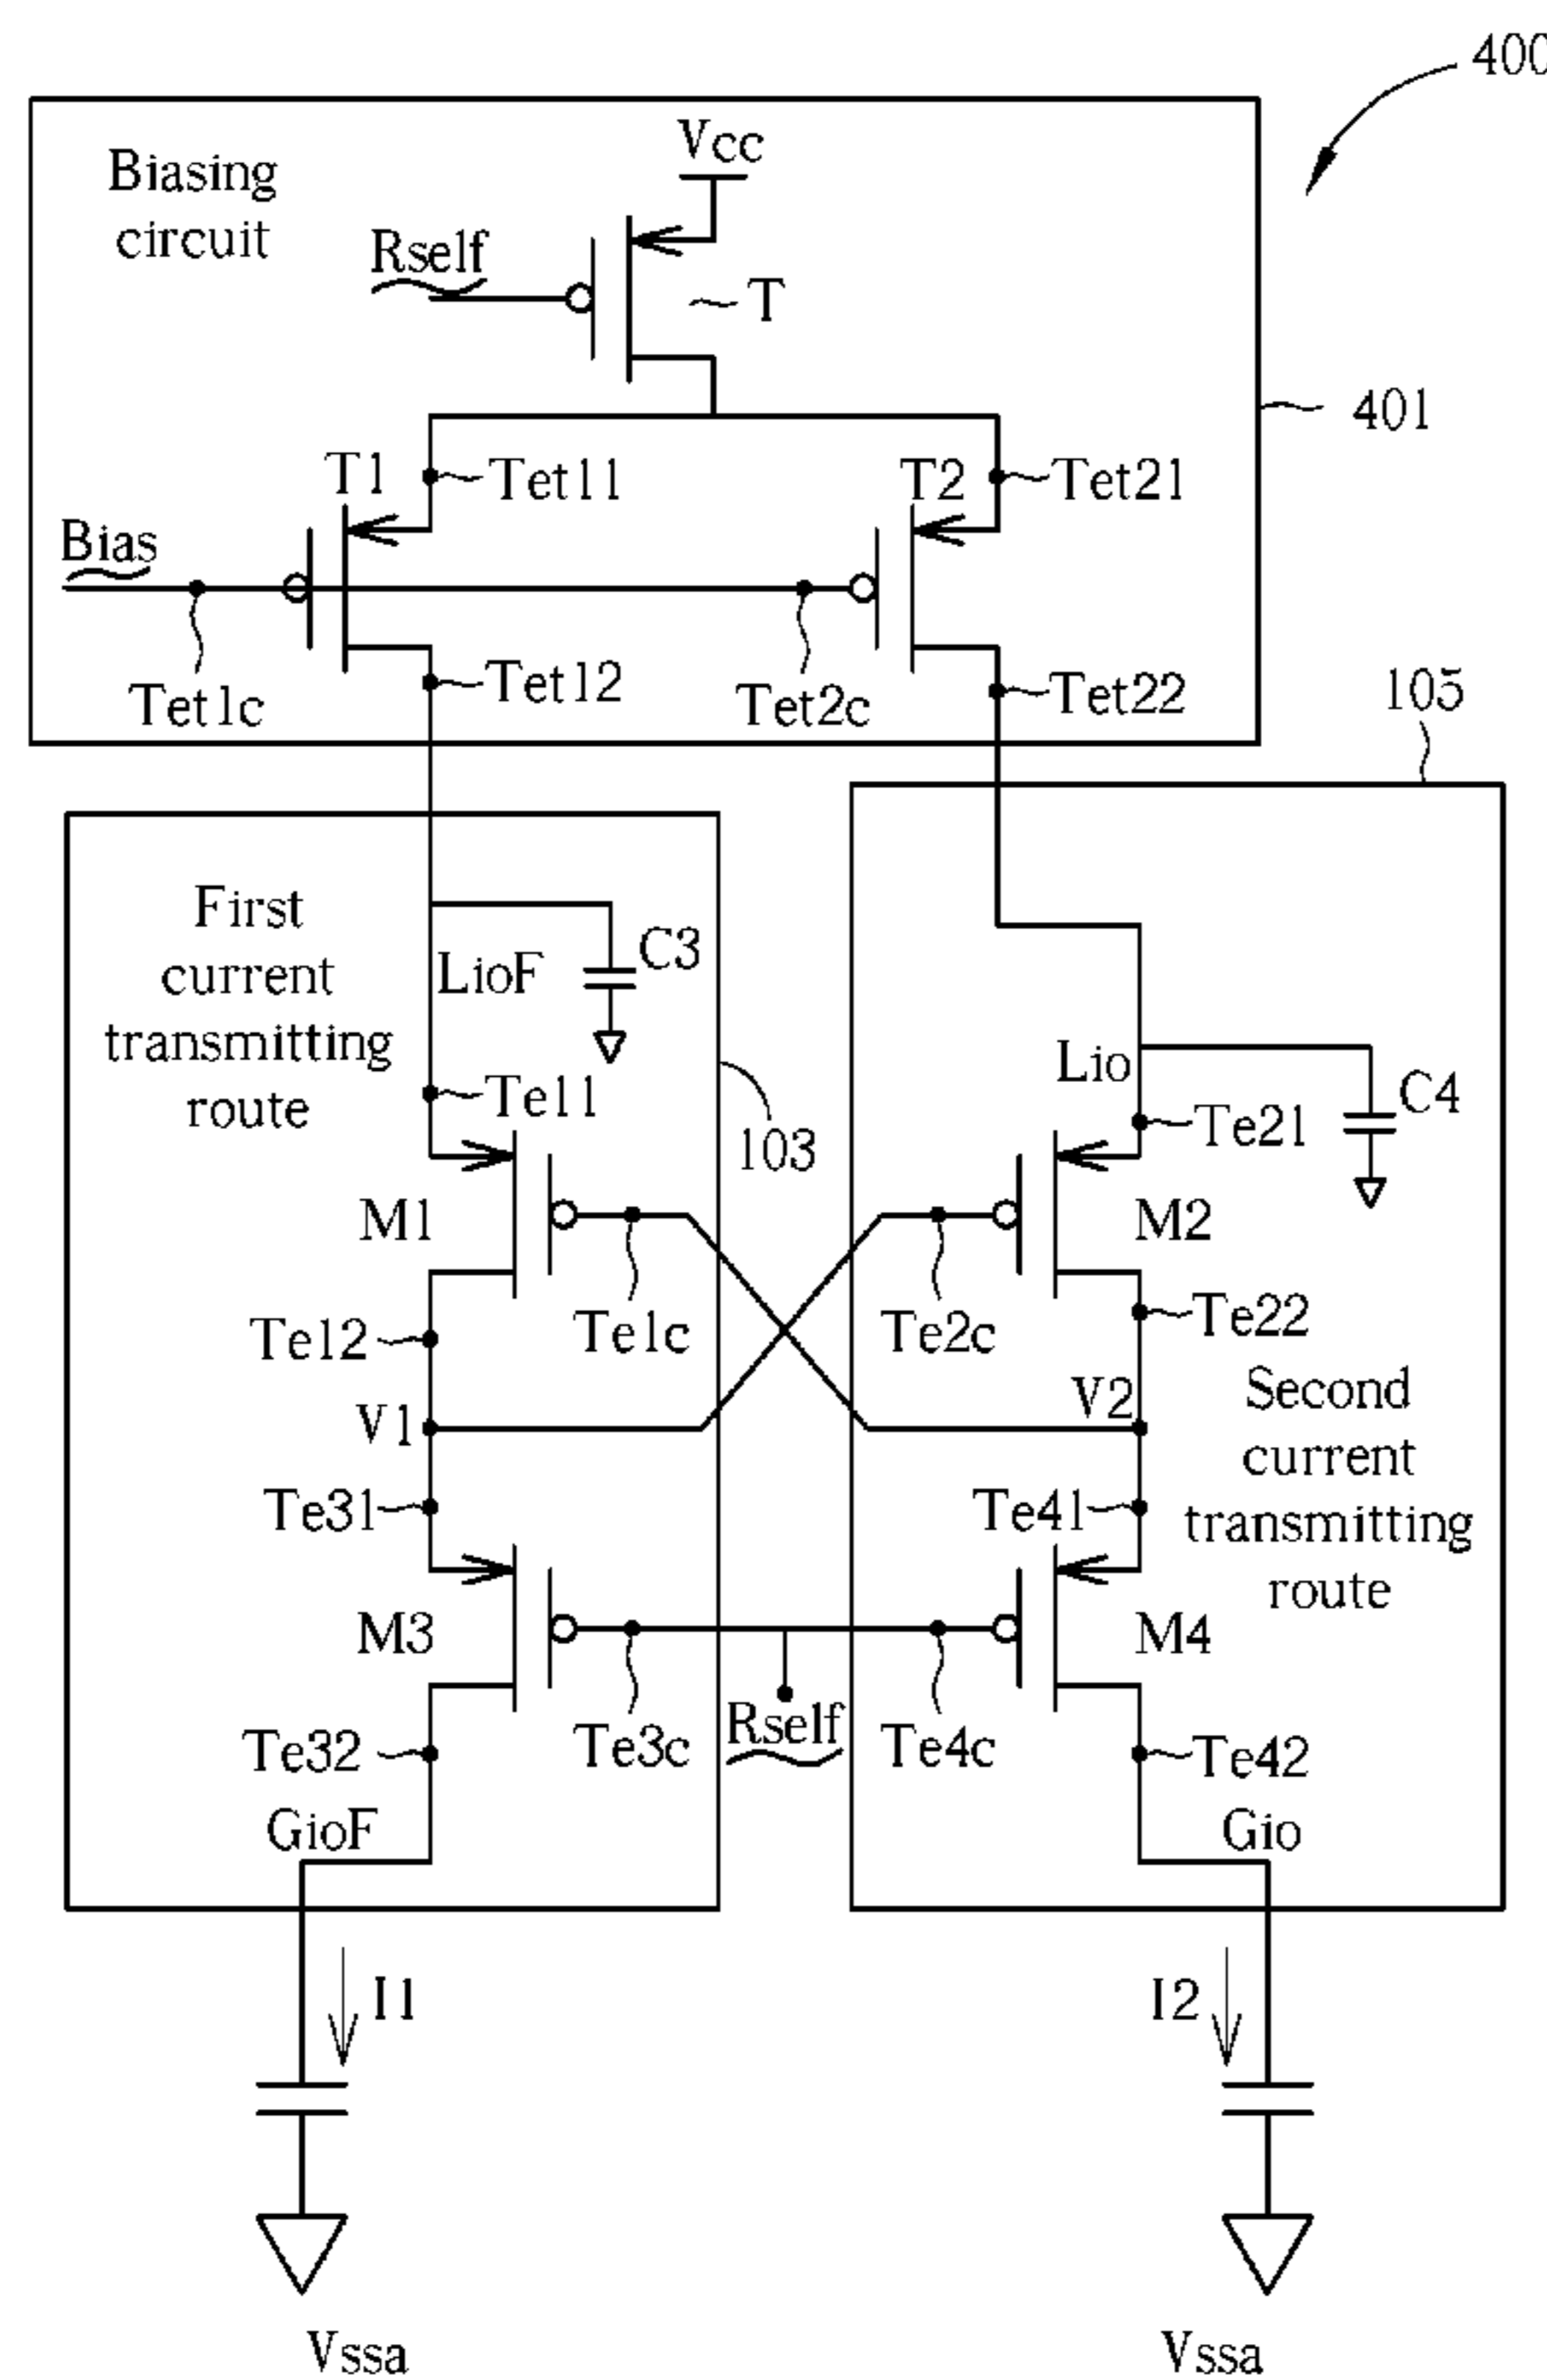 400
Vcc
Biasing
circuit
Rself
T
401
T1
Tet11
T2
Tet21
Bias
Tet1c
Tet12
Tet2c
Tet22
105
First
current
transmitting
route
LioF
C3
Te11
103
Lio
C4
Te21
M1
M2
Te12
Te1c
Te2c
Te22
V1
V2
Second
current
transmitting
route
Te31
Te41
M3
M4
Te32
Te3c
Rself
Te4c
Te42
GioF
Gio
I1
I2
Vssa
Vssa